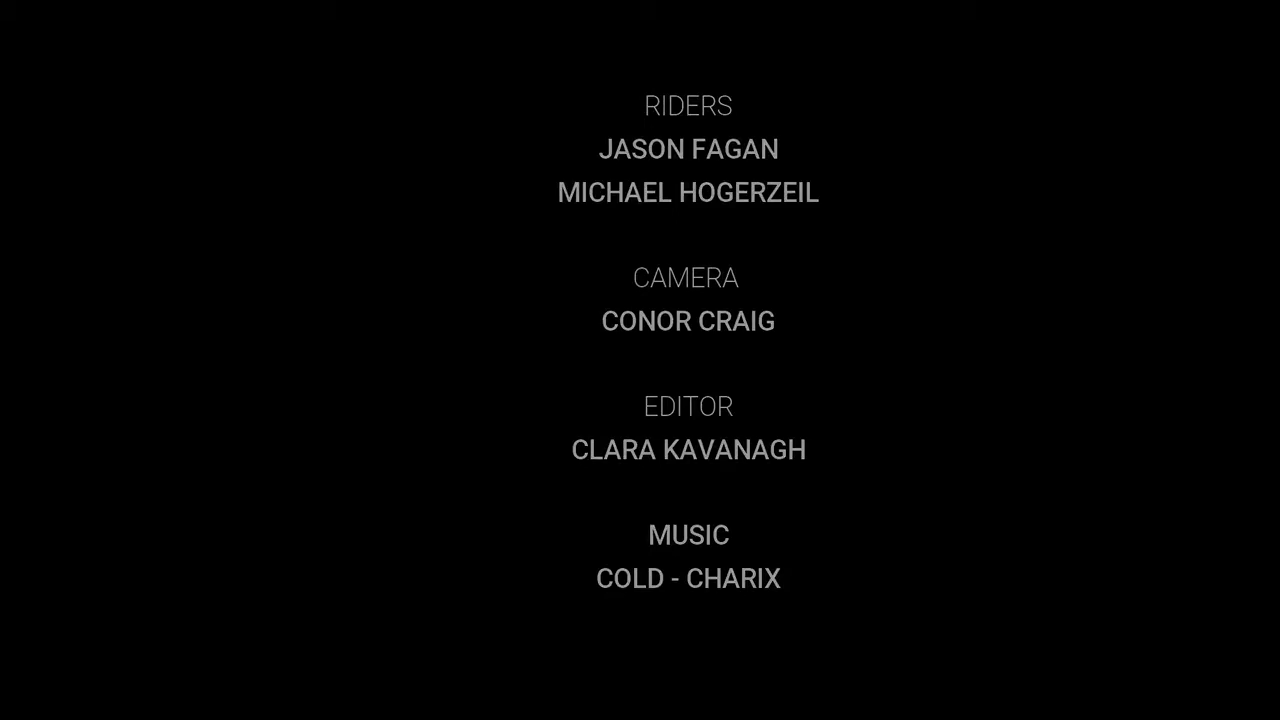 RIDERS
JASON FAGAN
MICHAEL HOGERZEIL
CAMERA
CONOR CRAIG
EDITOR
CLARA KAVANAGH
MUSIC
COLD - CHARIX